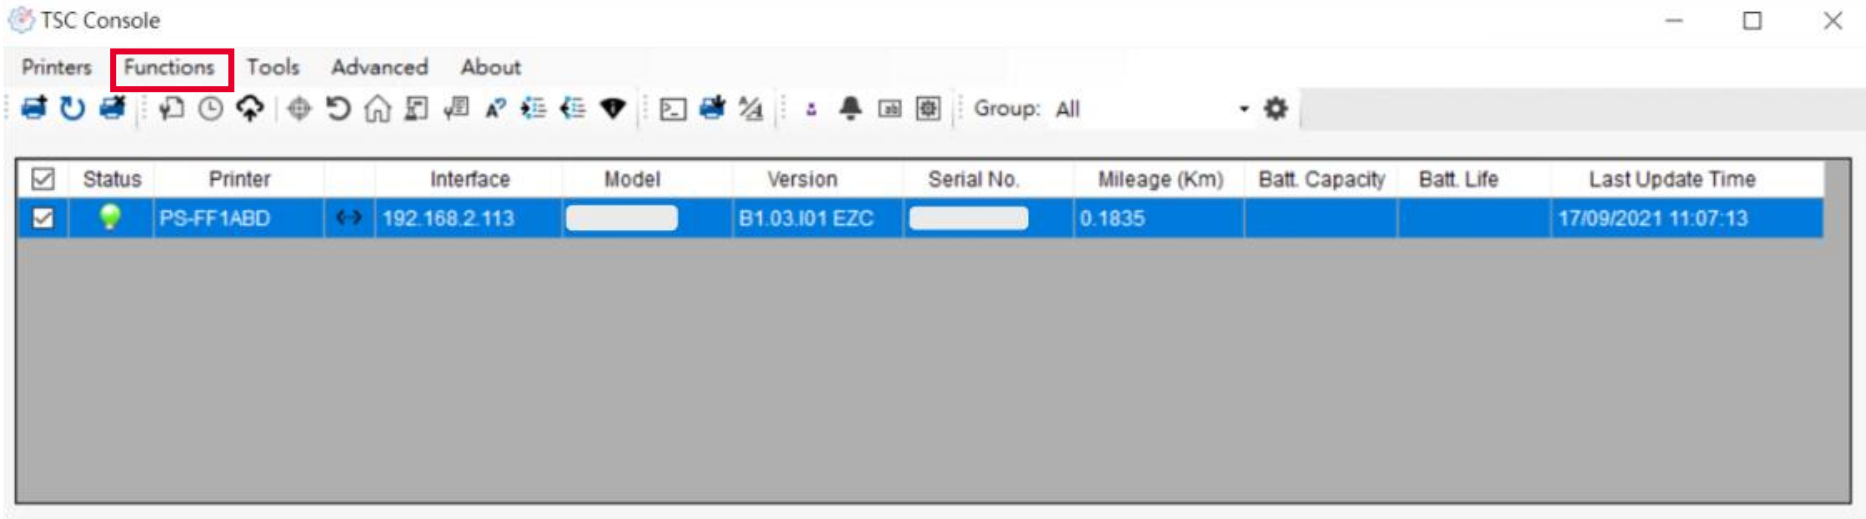 TSC Console
Printers Functions Tools Advanced About
Group: All
Status Printer Interface Model Version Serial No. Mileage (Km) Batt. Capacity Batt. Life Last Update Time
PS-FF1ABD 192.168.2.113 B1.03.I01 EZC 0.1835 17/09/2021 11:07:13